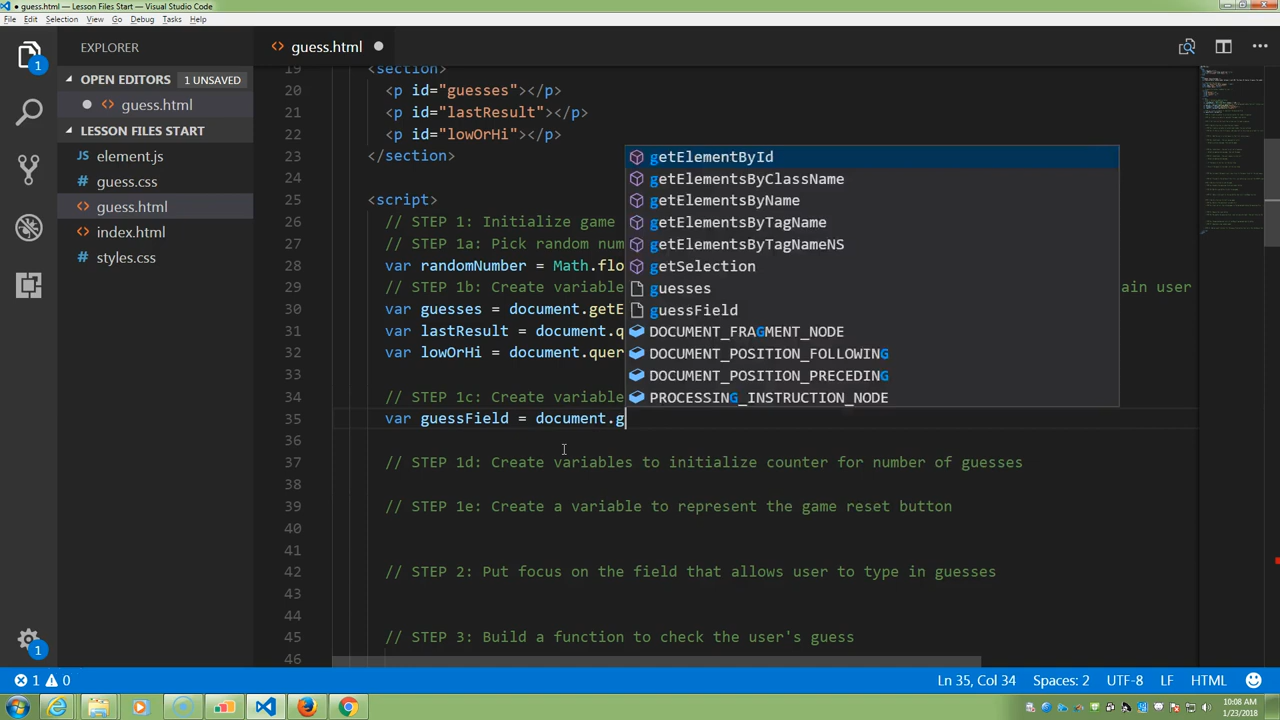 guess.html — Lesson Files Start — Visual Studio Code
File Edit Selection View Go Debug Tasks Help
EXPLORER
OPEN EDITORS 1 UNSAVED
guess.html
LESSON FILES START
element.js
guess.css
guess.html
index.html
styles.css
1
1
guess.html
19 <section>
20 <p id="guesses"></p>
21 <p id="lastResult"></p>
22 <p id="lowOrHi"></p>
23 </section>
24
25 <script>
26 // STEP 1: Initialize game
27 // STEP 1a: Pick random num
28 var randomNumber = Math.flo
29 // STEP 1b: Create variable ain user
30 var guesses = document.getE
31 var lastResult = document.q
32 var lowOrHi = document.quer
33
34 // STEP 1c: Create variable
35 var guessField = document.g
36
37 // STEP 1d: Create variables to initialize counter for number of guesses
38
39 // STEP 1e: Create a variable to represent the game reset button
40
41
42 // STEP 2: Put focus on the field that allows user to type in guesses
43
44
45 // STEP 3: Build a function to check the user's guess
46
getElementById
getElementsByClassName
getElementsByName
getElementsByTagName
getElementsByTagNameNS
getSelection
guesses
guessField
DOCUMENT_FRAGMENT_NODE
DOCUMENT_POSITION_FOLLOWING
DOCUMENT_POSITION_PRECEDING
PROCESSING_INSTRUCTION_NODE
1 0 Ln 35, Col 34 Spaces: 2 UTF-8 LF HTML
10:08 AM
1/23/2018